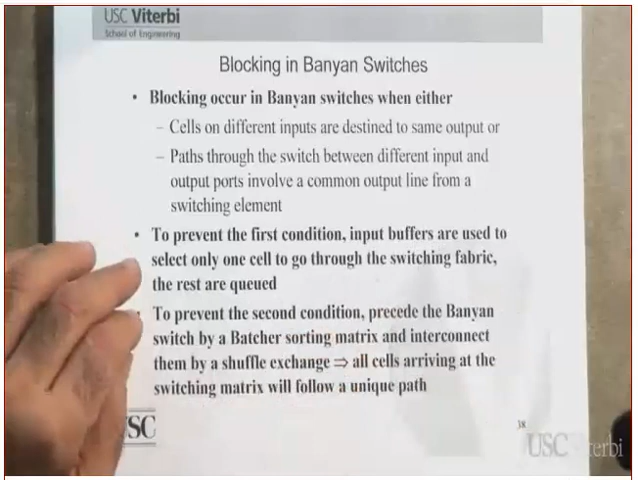 USC Viterbi
School of Engineering
Blocking in Banyan Switches
• Blocking occur in Banyan switches when either
– Cells on different inputs are destined to same output or
– Paths through the switch between different input and
output ports involve a common output line from a
switching element
• To prevent the first condition, input buffers are used to
select only one cell to go through the switching fabric,
the rest are queued
• To prevent the second condition, precede the Banyan
switch by a Batcher sorting matrix and interconnect
them by a shuffle exchange ⇒ all cells arriving at the
switching matrix will follow a unique path
SC
38
USC Viterbi